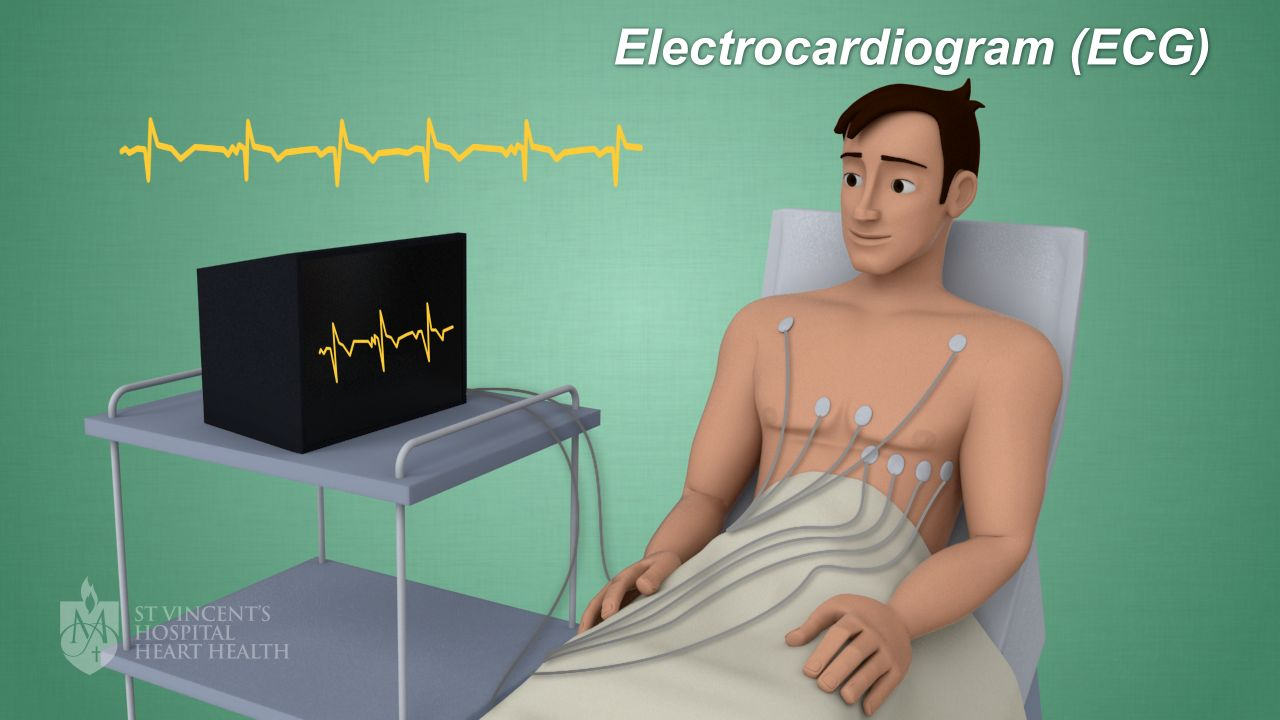 Electrocardiogram (ECG)
ST VINCENT'S
HOSPITAL
HEART HEALTH